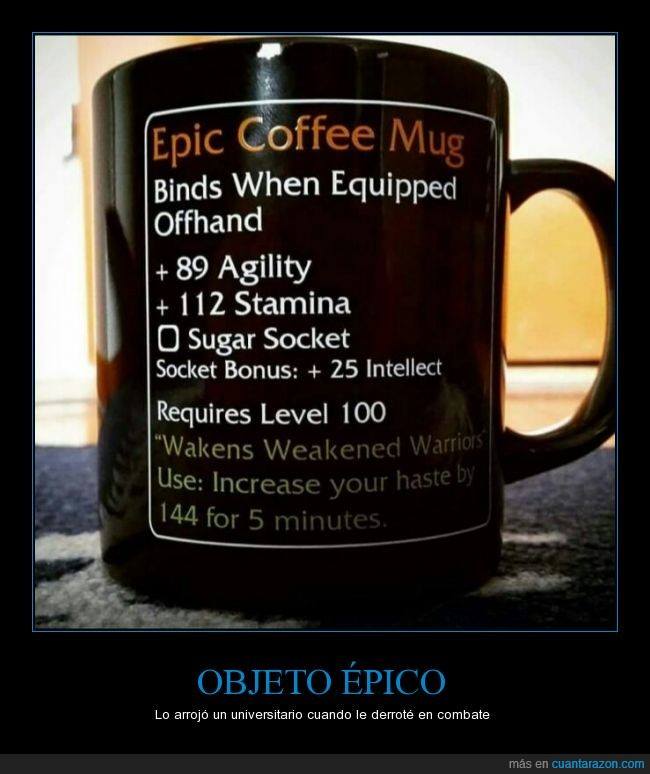 Epic Coffee Mug
Binds When Equipped
Offhand
+ 89 Agility
+ 112 Stamina
Sugar Socket
Socket Bonus: + 25 Intellect
Requires Level 100
“Wakens Weakened Warriors”
Use: Increase your haste by
144 for 5 minutes.
OBJETO ÉPICO
Lo arrojó un universitario cuando le derroté en combate
más en cuantarazon.com